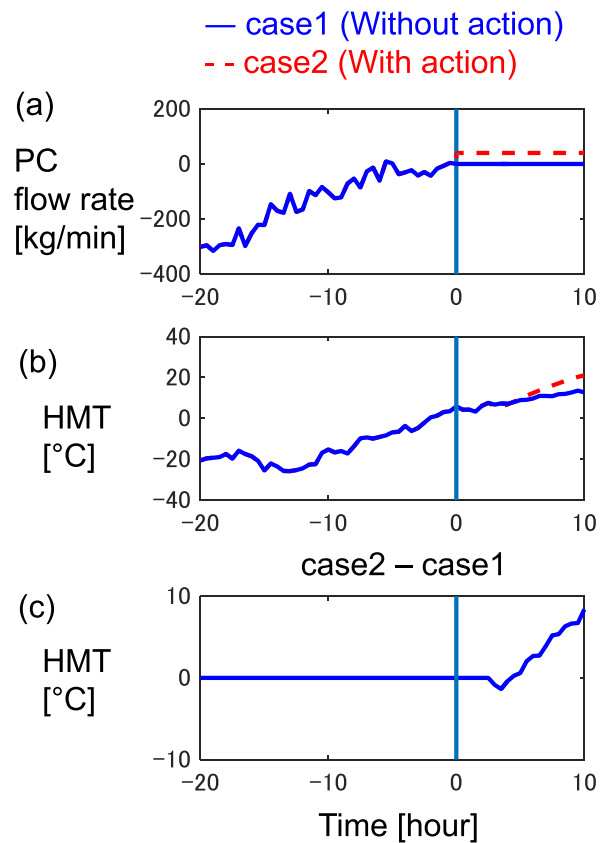 — case1 (Without action)
-- case2 (With action)
(a)
PC
flow rate
[kg/min]
200
0
−200
−400
−20
−10
0
10
(b)
HMT
[°C]
40
20
0
−20
−40
−20
−10
0
10
case2 – case1
(c)
HMT
[°C]
10
0
−10
−20
−10
0
10
Time [hour]